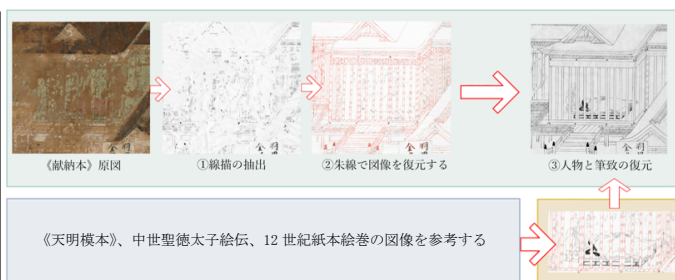 《献納本》原図
①線描の抽出
②朱線で図像を復元する
③人物と筆致の復元
《天明模本》、中世聖徳太子絵伝、12 世紀紙本絵巻の図像を参考する